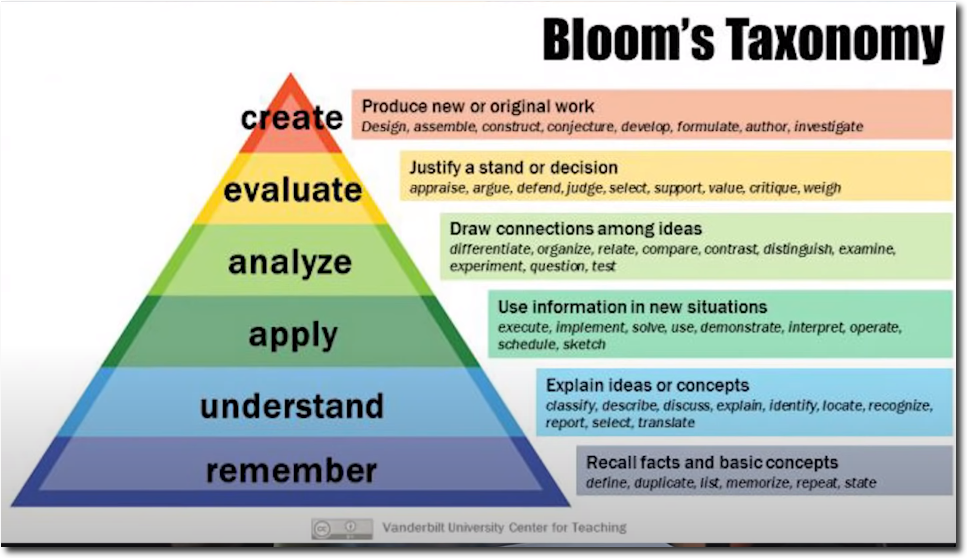 Bloom's Taxonomy
create
Produce new or original work
Design, assemble, construct, conjecture, develop, formulate, author, investigate
evaluate
Justify a stand or decision
appraise, argue, defend, judge, select, support, value, critique, weigh
analyze
Draw connections among ideas
differentiate, organize, relate, compare, contrast, distinguish, examine,
experiment, question, test
apply
Use information in new situations
execute, implement, solve, use, demonstrate, interpret, operate,
schedule, sketch
understand
Explain ideas or concepts
classify, describe, discuss, explain, identify, locate, recognize,
report, select, translate
remember
Recall facts and basic concepts
define, duplicate, list, memorize, repeat, state
cc Vanderbilt University Center for Teaching